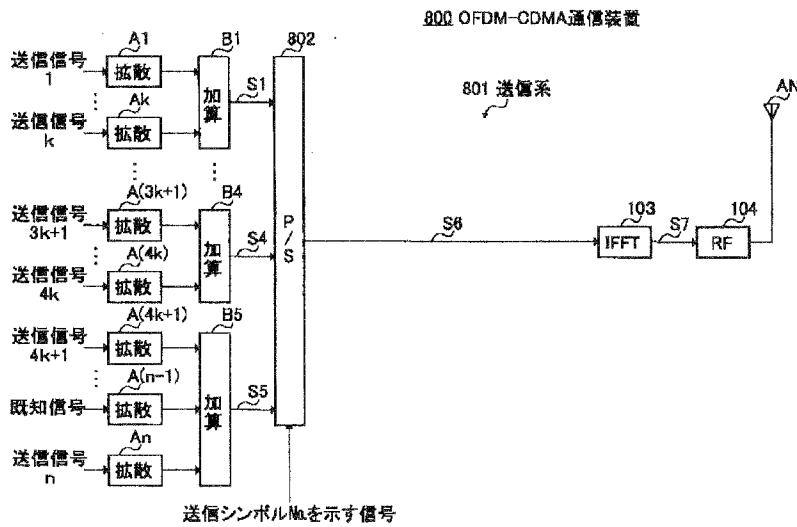 800 OFDM-CDMA通信装置
A1
B1
802
送信信号
1
拡散
加算
S1
801 送信系
AN
Ak
送信信号
k
拡散
A(3k+1)
B4
送信信号
3k+1
拡散
加算
S4
P/S
S6
103
IFFT
S7
104
RF
A(4k)
送信信号
4k
拡散
A(4k+1)
B5
送信信号
4k+1
拡散
加算
S5
A(n-1)
既知信号
拡散
An
送信信号
n
拡散
送信シンボル№を示す信号